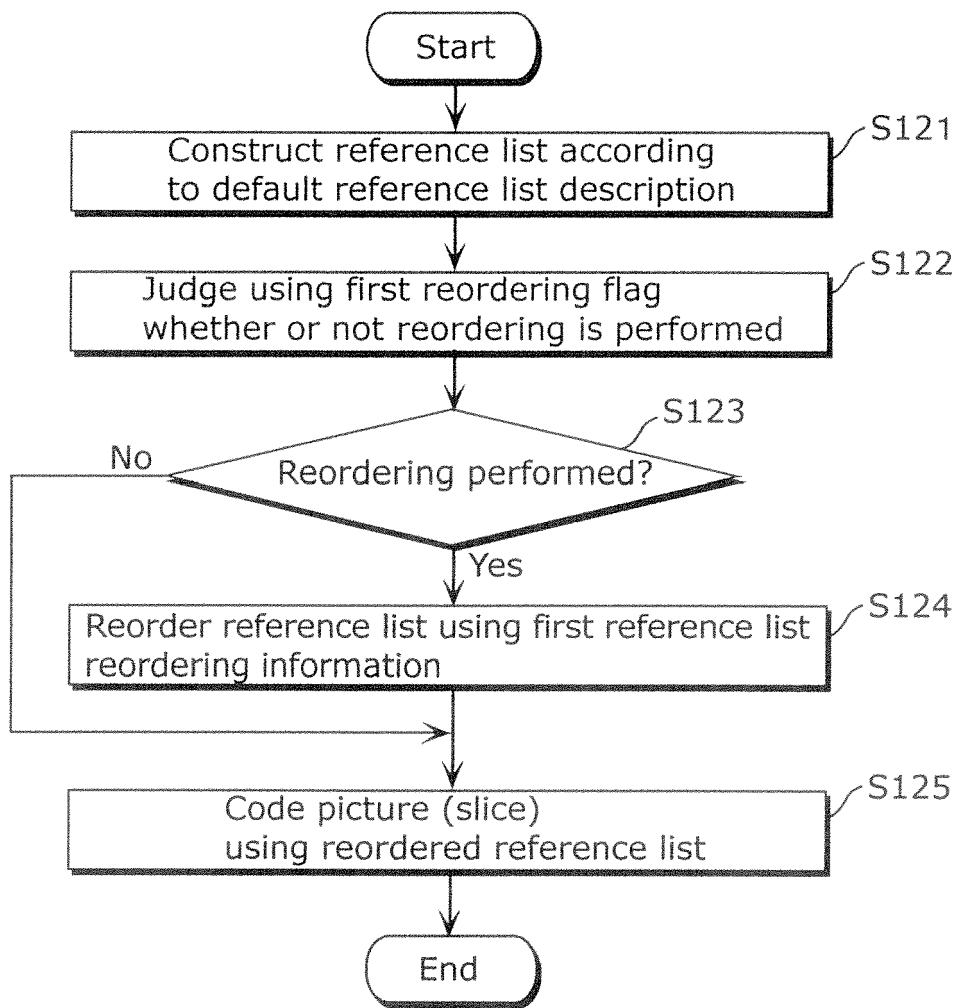 Start
S121
Construct reference list according
to default reference list description
S122
Judge using first reordering flag
whether or not reordering is performed
S123
No
Reordering performed?
Yes
S124
Reorder reference list using first reference list
reordering information
S125
Code picture (slice)
using reordered reference list
End